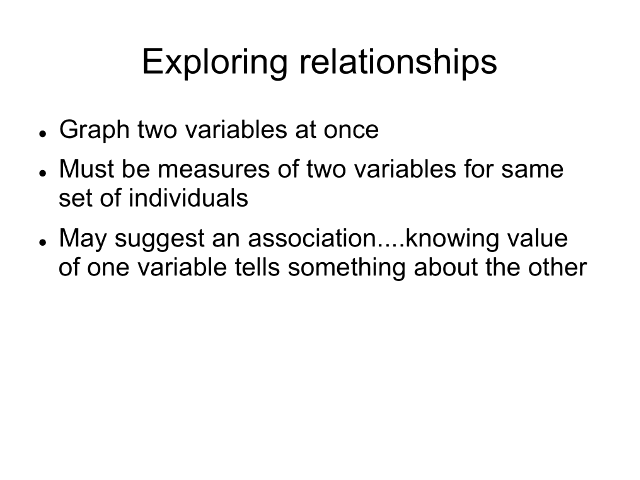 Exploring relationships
● Graph two variables at once
● Must be measures of two variables for same
set of individuals
● May suggest an association....knowing value
of one variable tells something about the other